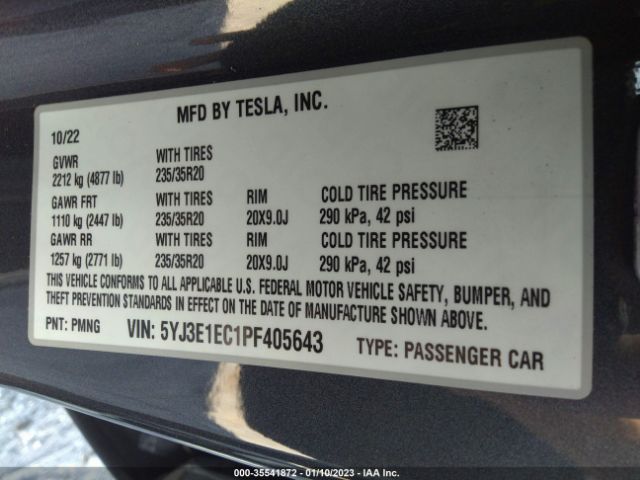 MFD BY TESLA, INC.
10/22
GVWR WITH TIRES
2212 kg (4877 lb) 235/35R20
GAWR FRT WITH TIRES RIM COLD TIRE PRESSURE
1110 kg (2447 lb) 235/35R20 20X9.0J 290 kPa, 42 psi
GAWR RR WITH TIRES RIM COLD TIRE PRESSURE
1257 kg (2771 lb) 235/35R20 20X9.0J 290 kPa, 42 psi
THIS VEHICLE CONFORMS TO ALL APPLICABLE U.S. FEDERAL MOTOR VEHICLE SAFETY, BUMPER, AND
THEFT PREVENTION STANDARDS IN EFFECT ON THE DATE OF MANUFACTURE SHOWN ABOVE.
PNT: PMNG VIN: 5YJ3E1EC1PF405643 TYPE: PASSENGER CAR
000-35541872 - 01/10/2023 - IAA Inc.